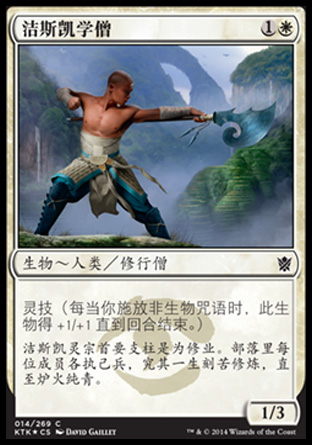 洁斯凯学僧 1
生物～人类／修行僧
灵技（每当你施放非生物咒语时，此生
物得+1/+1直到回合结束。）
洁斯凯灵宗首要支柱是为修业。部落里每
位成员各执己兵，究其一生刻苦修炼，直
至炉火纯青。
1/3
014/269 C
KTK • CS DAVID GAILLET
™ & © 2014 Wizards of the Coast